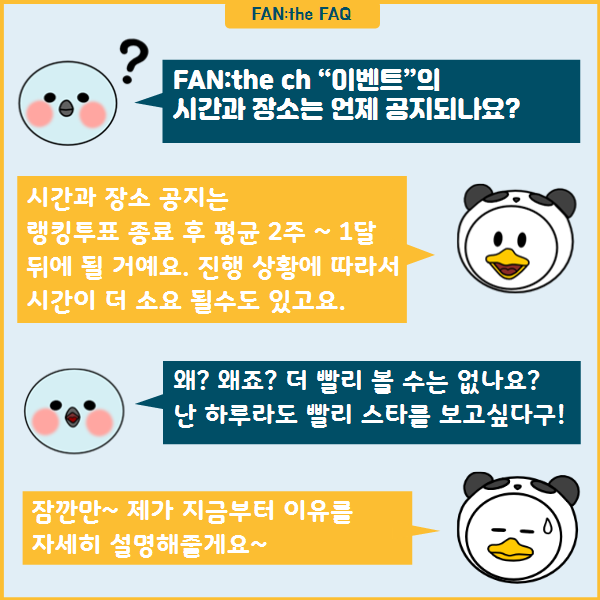 FAN:the FAQ
?
FAN:the ch “이벤트”의
시간과 장소는 언제 공지되나요?
시간과 장소 공지는
랭킹투표 종료 후 평균 2주 ~ 1달
뒤에 될 거예요. 진행 상황에 따라서
시간이 더 소요 될수도 있고요.
왜? 왜죠? 더 빨리 볼 수는 없나요?
난 하루라도 빨리 스타를 보고싶다구!
잠깐만~ 제가 지금부터 이유를
자세히 설명해줄게요~